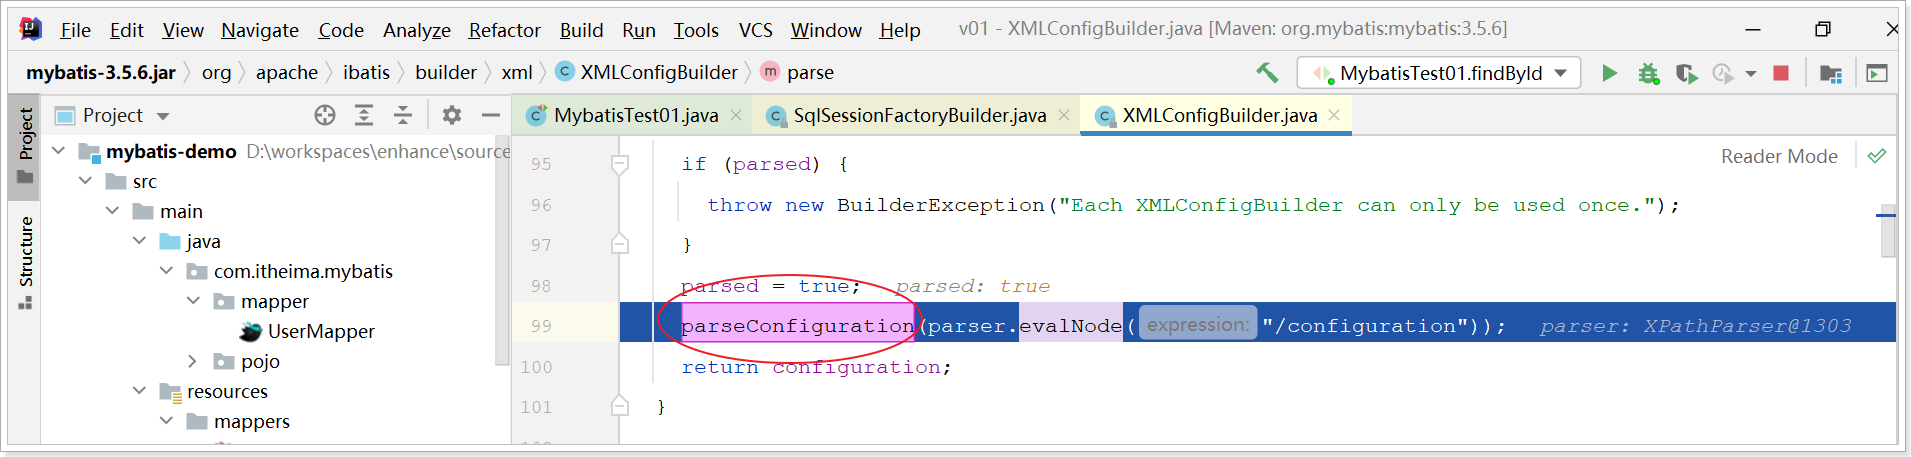 File Edit View Navigate Code Analyze Refactor Build Run Tools VCS Window Help v01 - XMLConfigBuilder.java [Maven: org.mybatis:mybatis:3.5.6]
mybatis-3.5.6.jar org apache ibatis builder xml C XMLConfigBuilder m parse MybatisTest01.findById
Project
Structure
Project
mybatis-demo D:\workspaces\enhance\source
src
main
java
com.itheima.mybatis
mapper
UserMapper
pojo
resources
mappers
MybatisTest01.java SqlSessionFactoryBuilder.java XMLConfigBuilder.java
Reader Mode
95 if (parsed) {
96 throw new BuilderException("Each XMLConfigBuilder can only be used once.");
97 }
98 parsed = true; parsed: true
99 parseConfiguration(parser.evalNode( expression: "/configuration")); parser: XPathParser@1303
100 return configuration;
101 }